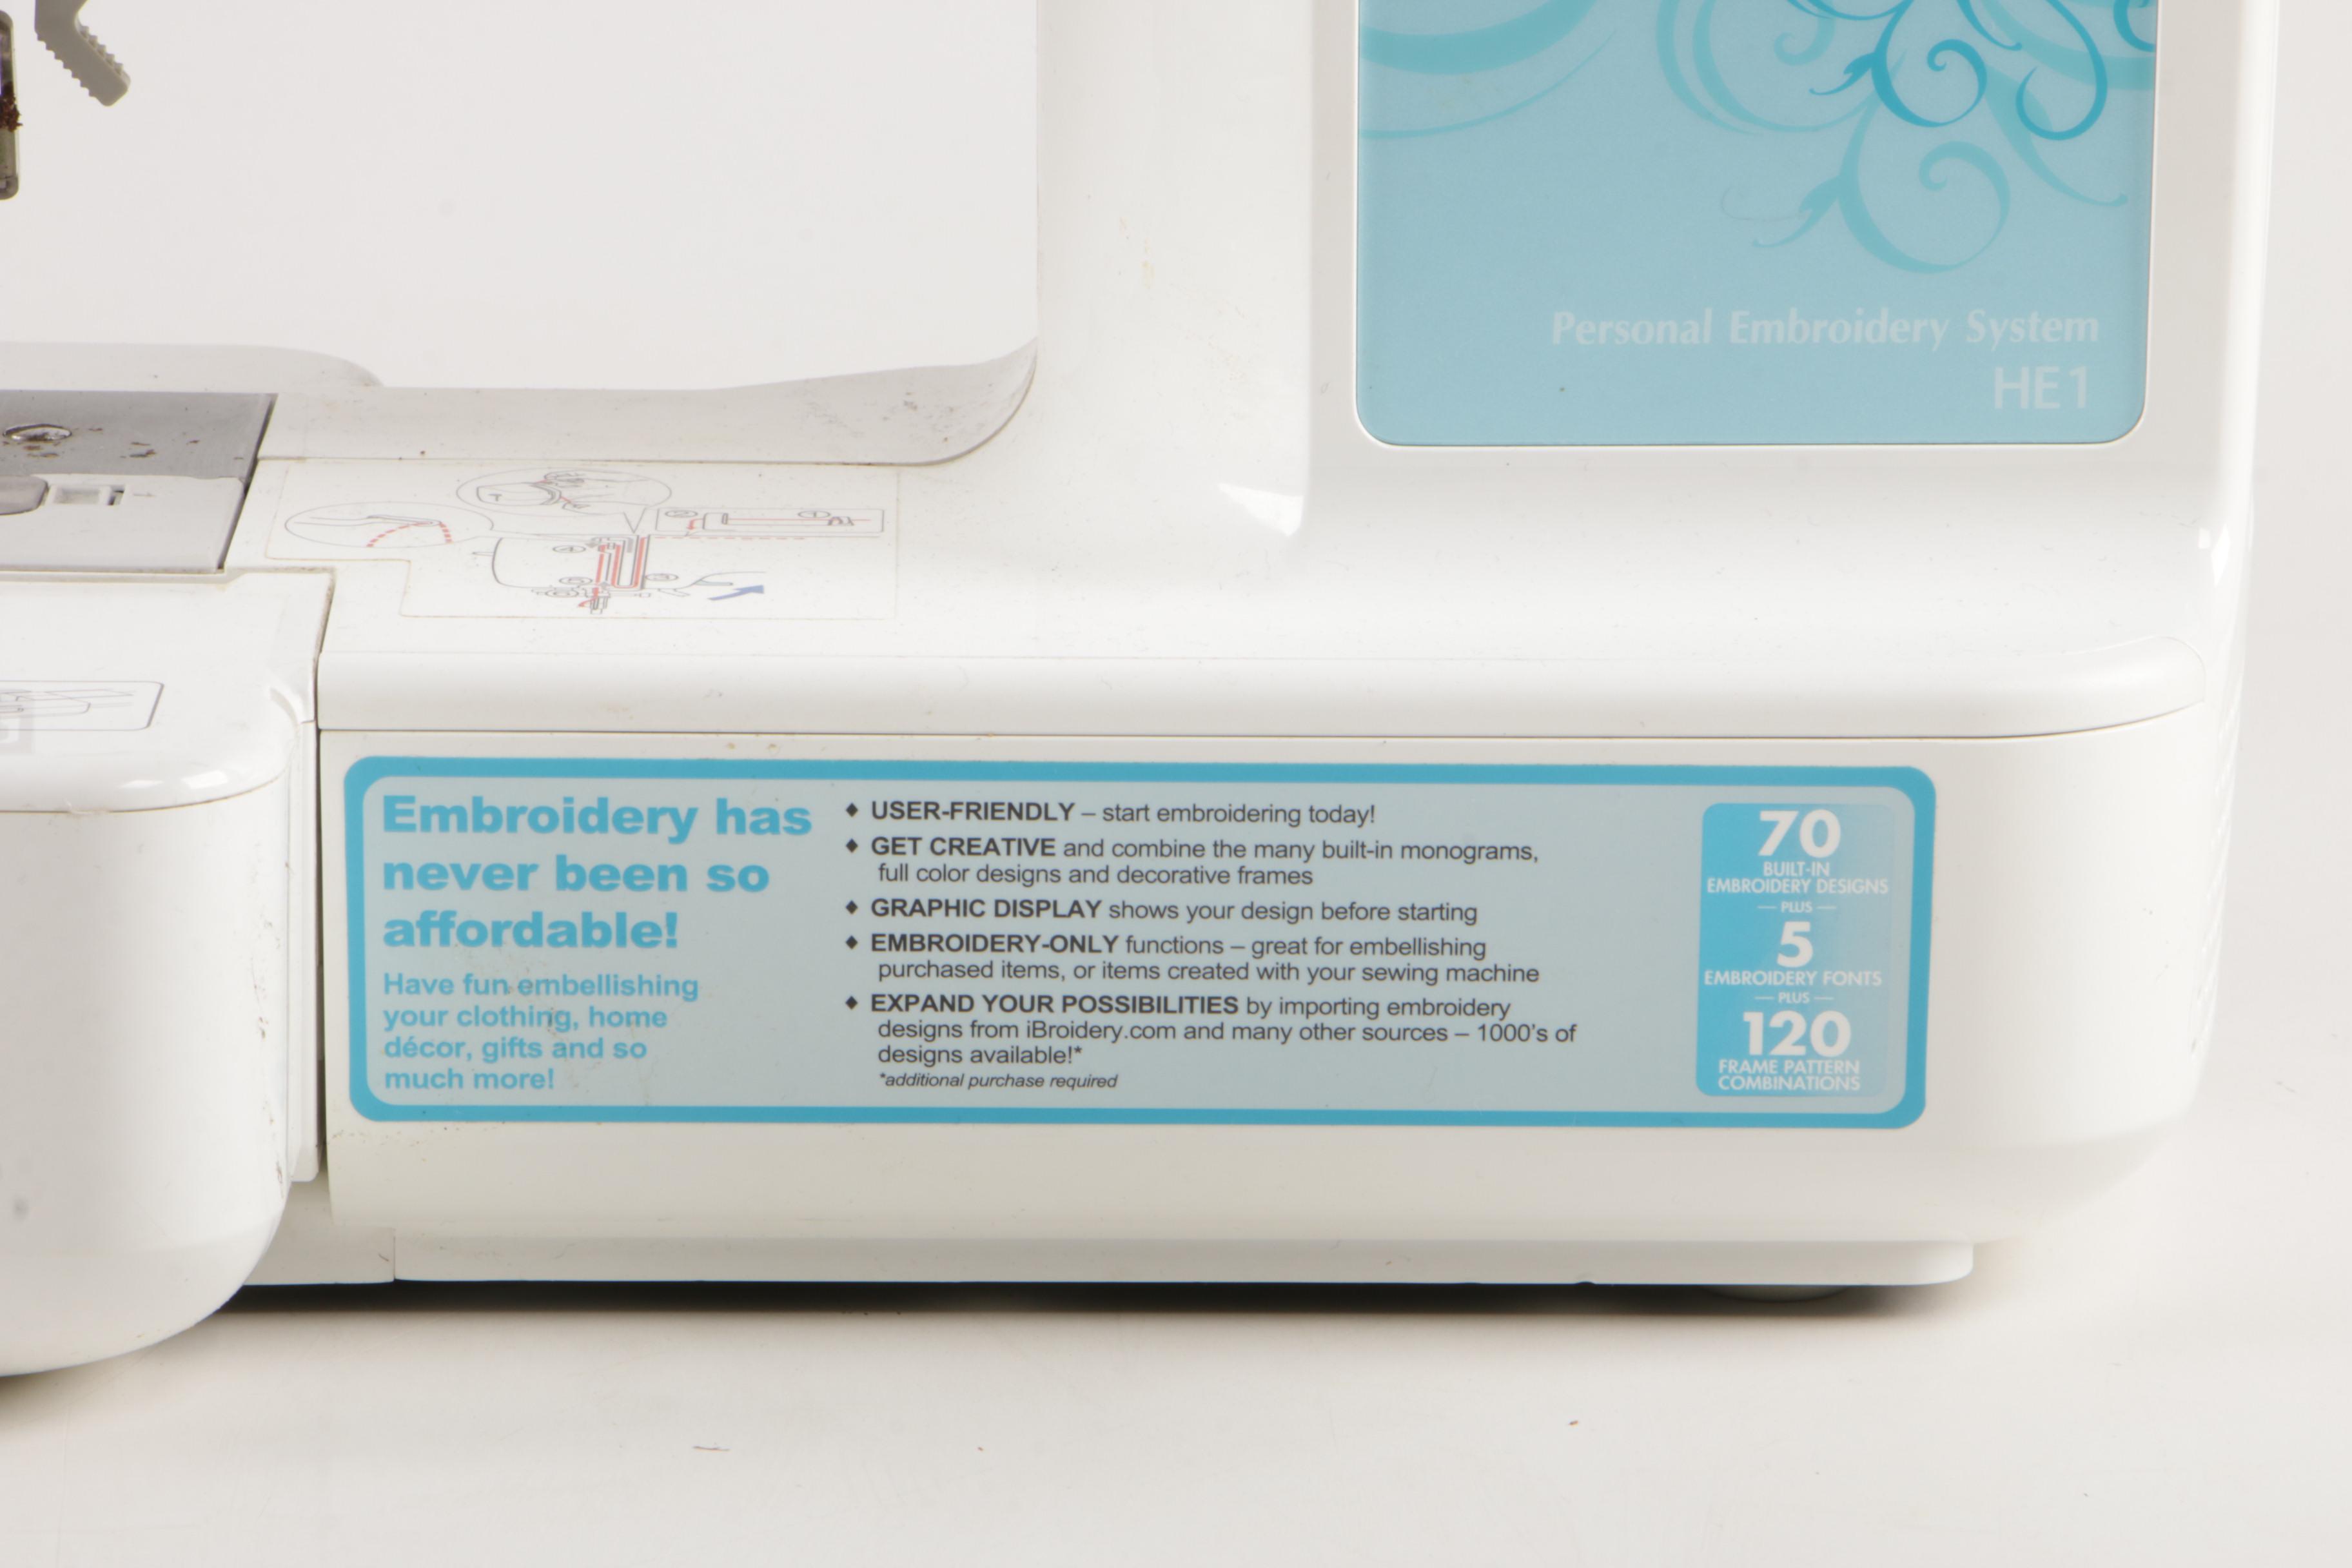 Personal Embroidery System
HE1
Embroidery has
never been so
affordable!
Have fun embellishing
your clothing, home
décor, gifts and so
much more!
♦ USER-FRIENDLY – start embroidering today!
♦ GET CREATIVE and combine the many built-in monograms,
full color designs and decorative frames
♦ GRAPHIC DISPLAY shows your design before starting
♦ EMBROIDERY-ONLY functions – great for embellishing
purchased items, or items created with your sewing machine
♦ EXPAND YOUR POSSIBILITIES by importing embroidery
designs from iBroidery.com and many other sources – 1000's of
designs available!*
*additional purchase required
70
BUILT-IN
EMBROIDERY DESIGNS
— PLUS —
5
EMBROIDERY FONTS
— PLUS —
120
FRAME PATTERN
COMBINATIONS